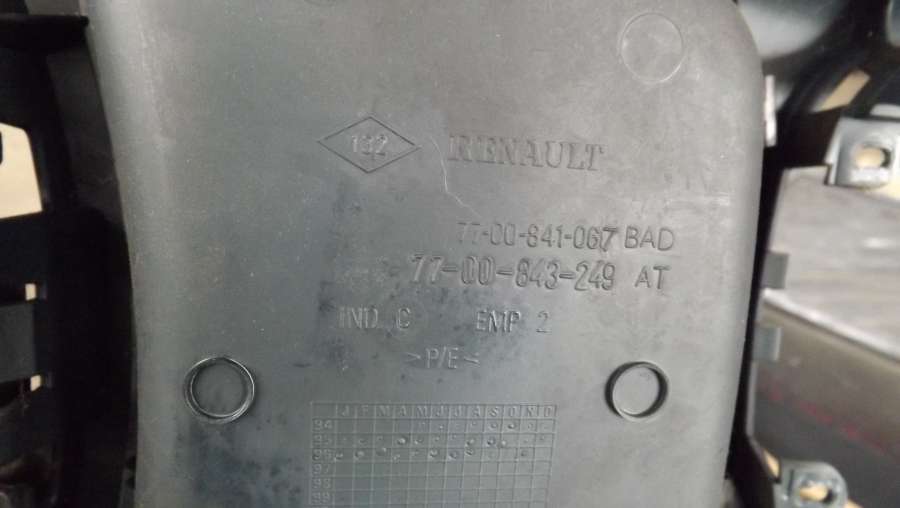 132 RENAULT
77-00-841-067 BAD
77-00-843-249 AT
IND C EMP 2
>P/E<
J F M A M J J A S O N D
94
95
96
97
98
99